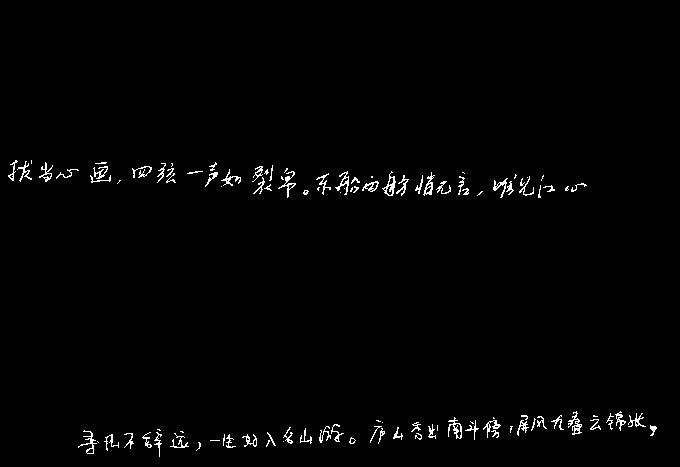 拔当心画，四弦一声如裂帛。东船西舫悄无言，唯见江心
寻仙不辞远，一生好入名山游。庐山秀出南斗傍，屏风九叠云锦张，